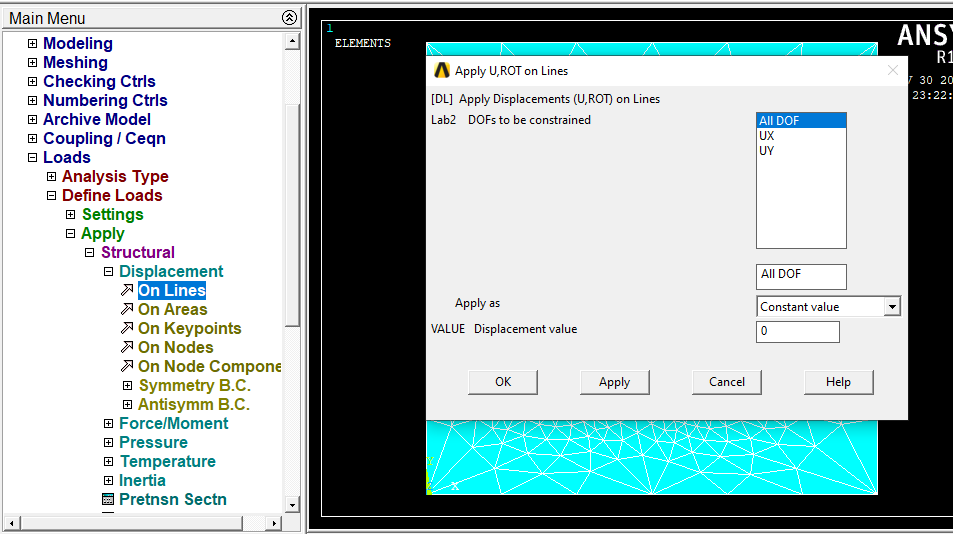 Main Menu
Modeling
Meshing
Checking Ctrls
Numbering Ctrls
Archive Model
Coupling / Ceqn
Loads
Analysis Type
Define Loads
Settings
Apply
Structural
Displacement
On Lines
On Areas
On Keypoints
On Nodes
On Node Compone
Symmetry B.C.
Antisymm B.C.
Force/Moment
Pressure
Temperature
Inertia
Pretnsn Sectn
1
ELEMENTS
ANSY
R1
30 20
23:22:
Apply U,ROT on Lines
[DL] Apply Displacements (U,ROT) on Lines
Lab2 DOFs to be constrained
All DOF
UX
UY
All DOF
Apply as
Constant value
VALUE Displacement value
0
OK
Apply
Cancel
Help
Y
Z
X